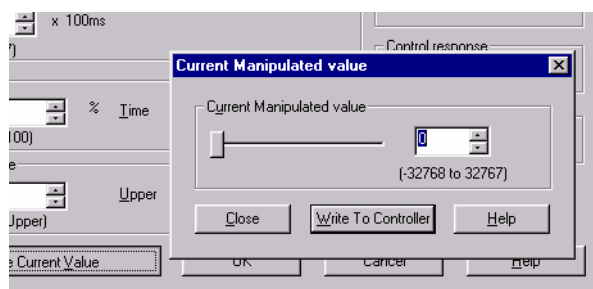 x 100ms
7)
Control response
Current Manipulated value
Current Manipulated value
% Time
100)
0
(-32768 to 32767)
e
Upper
Upper)
Close Write To Controller Help
e Current Value OK Cancel Help